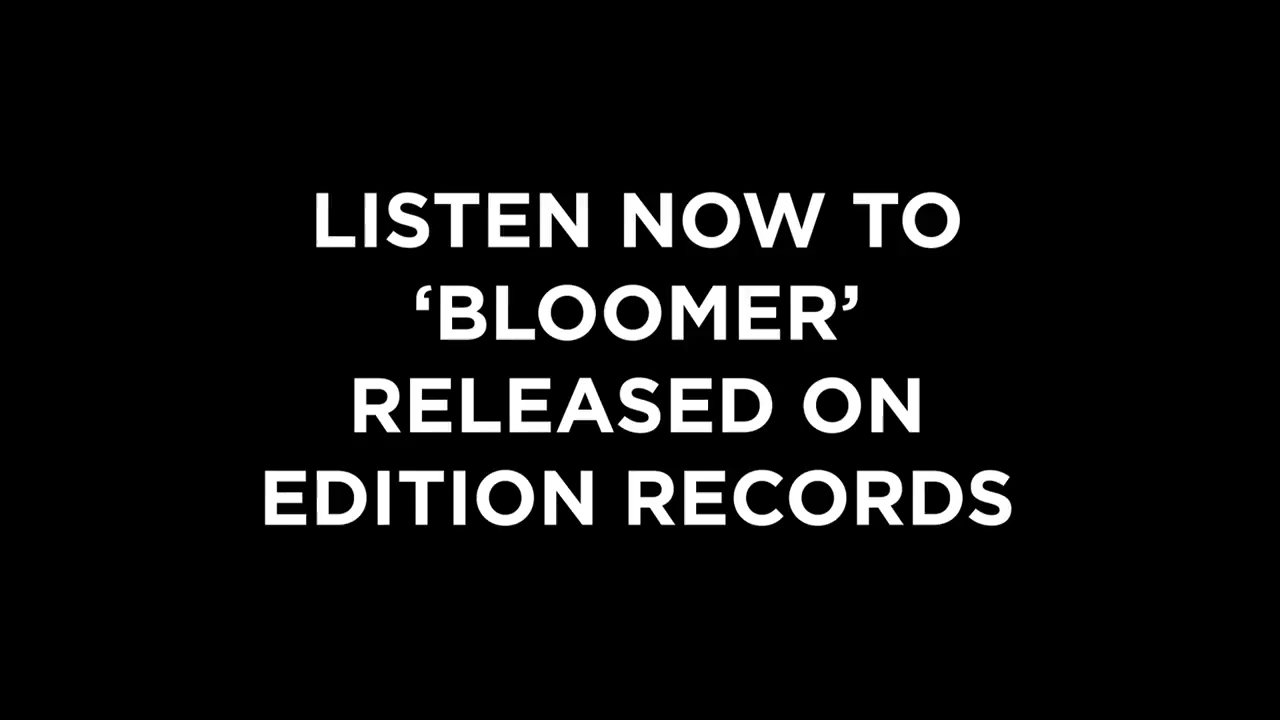 LISTEN NOW TO
‘BLOOMER’
RELEASED ON
EDITION RECORDS